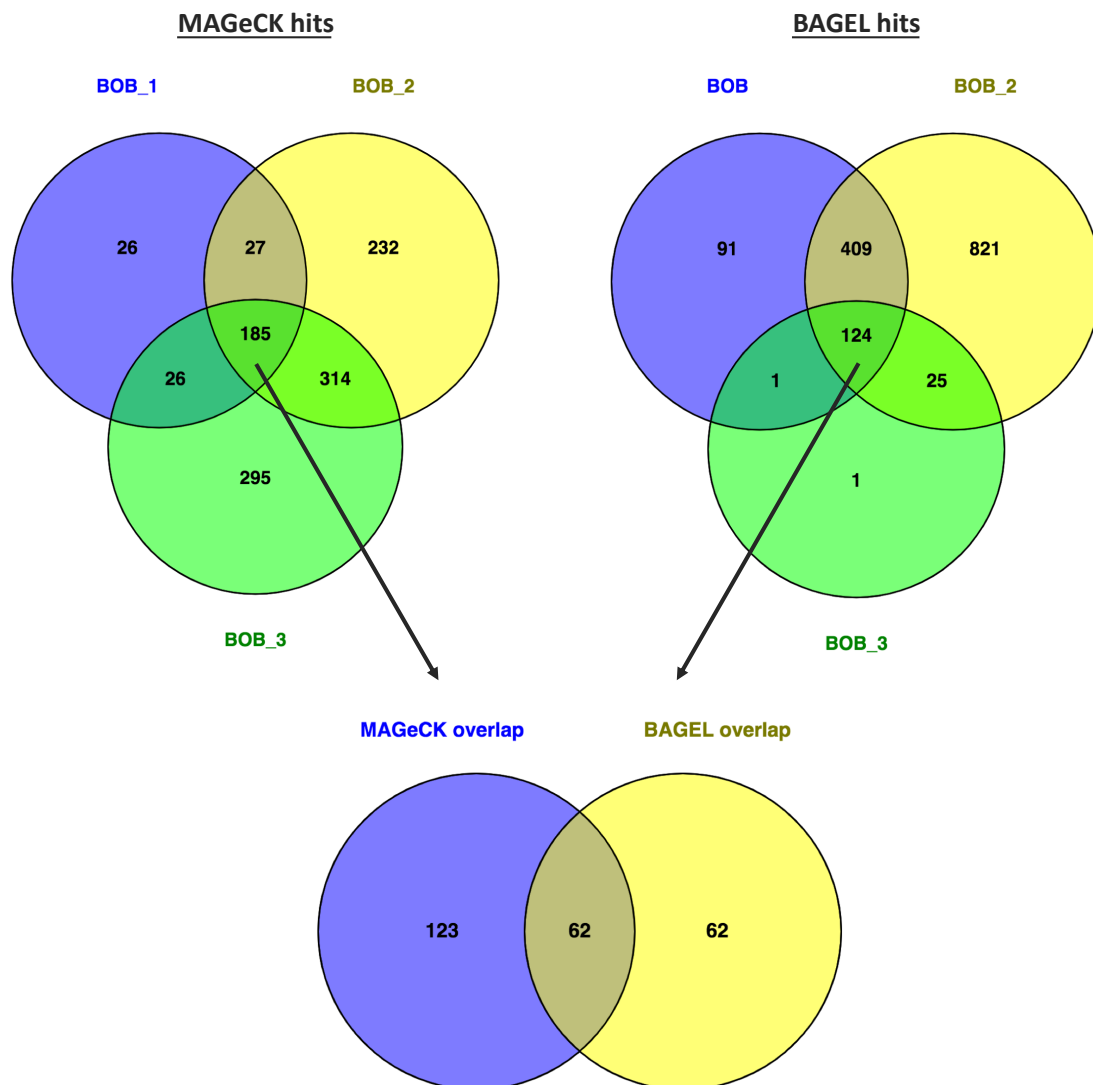 MAGeCK hits
BAGEL hits
BOB_1
BOB_2
BOB
BOB_2
26
27
232
91
409
821
185
124
26
314
1
25
295
1
BOB_3
BOB_3
MAGeCK overlap
BAGEL overlap
123
62
62